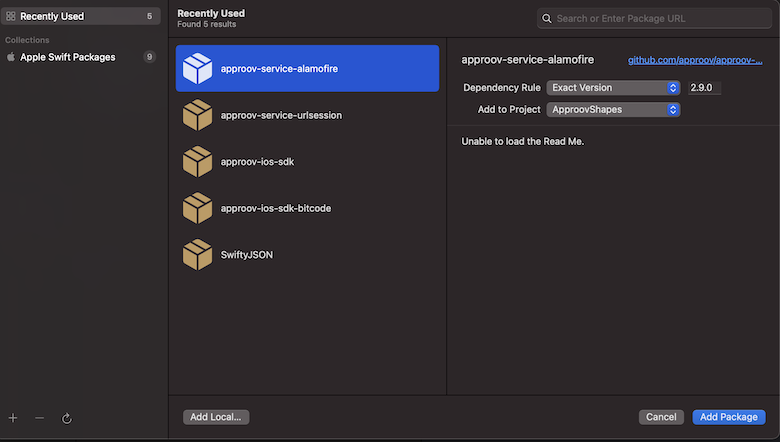 Recently Used 5
Collections
Apple Swift Packages 9
Recently Used
Found 5 results
Search or Enter Package URL
approov-service-alamofire
approov-service-urlsession
approov-ios-sdk
approov-ios-sdk-bitcode
SwiftyJSON
approov-service-alamofire github.com/approov/approov-...
Dependency Rule Exact Version 2.9.0
Add to Project ApproovShapes
Unable to load the Read Me.
Add Local... Cancel Add Package